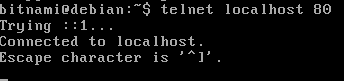 bitnami@debian:~$ telnet localhost 80
Trying ::1...
Connected to localhost.
Escape character is '^]'.